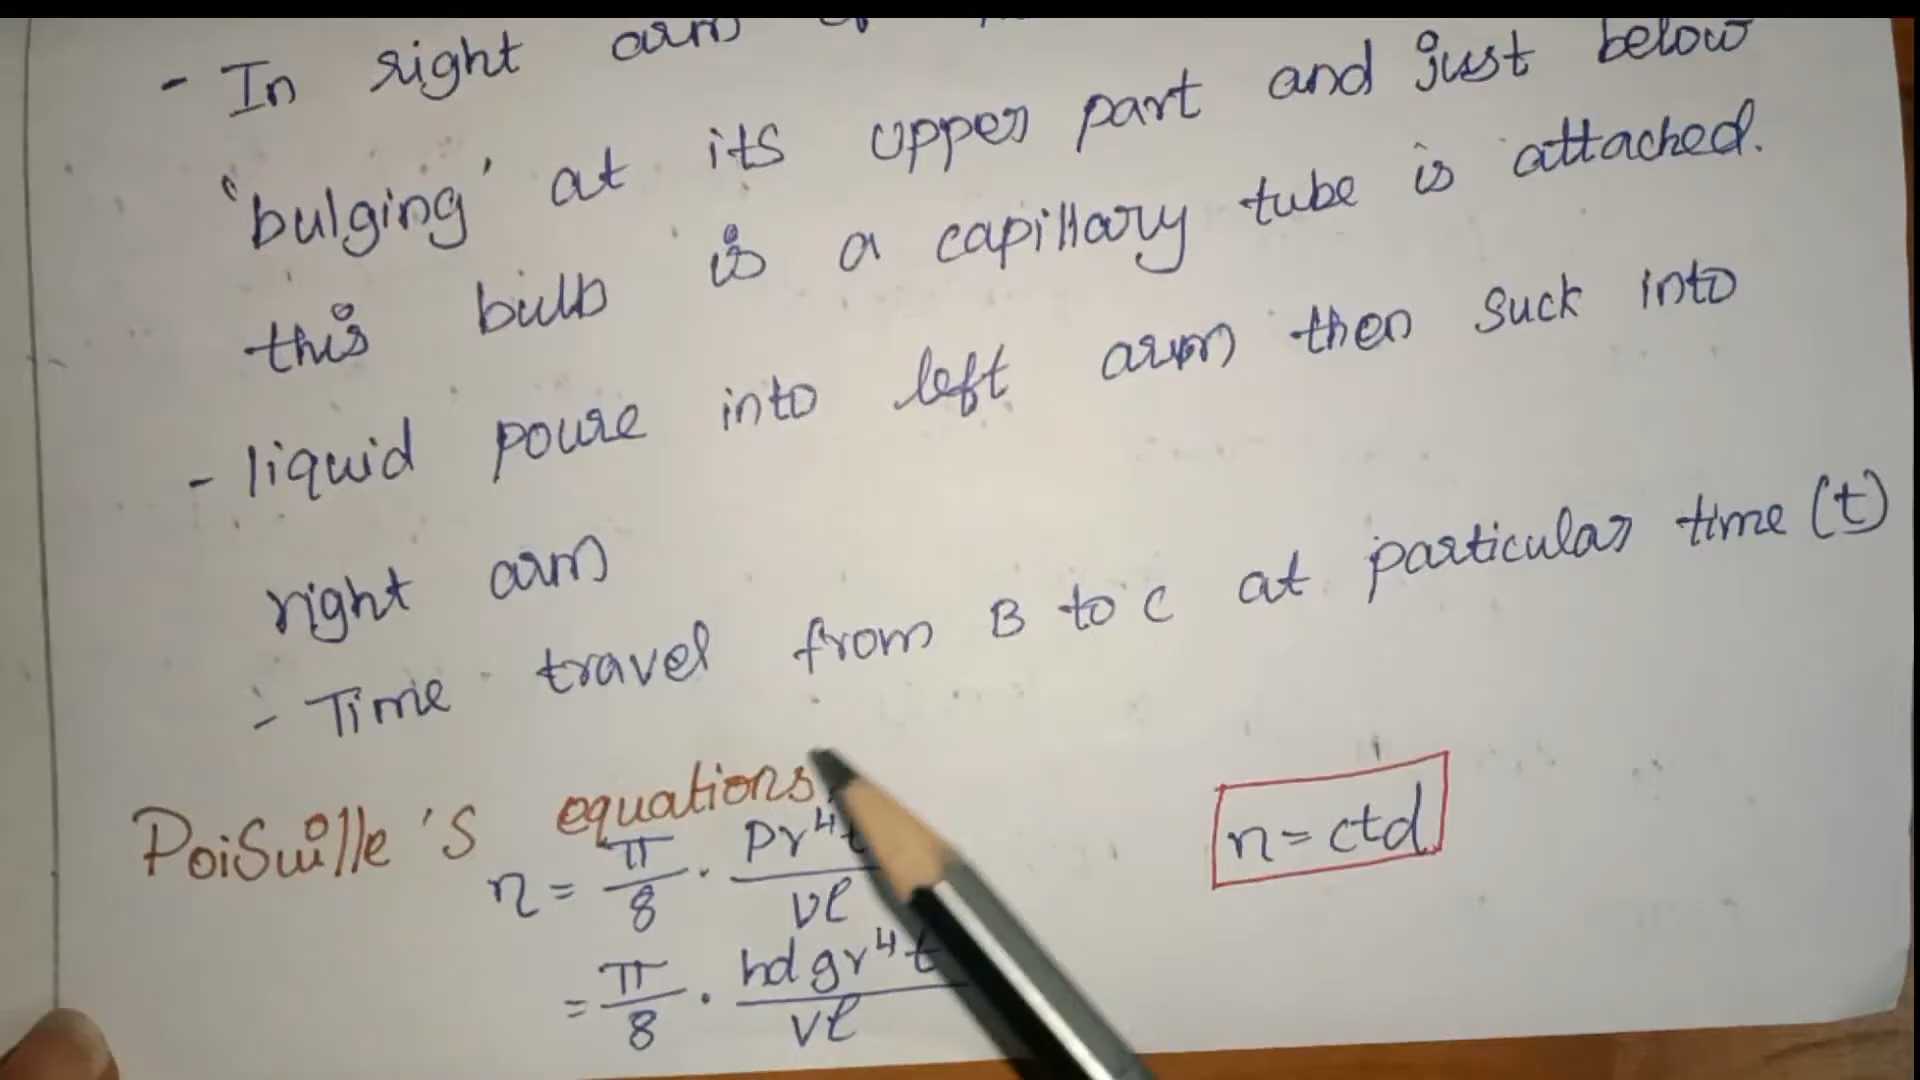 - In right arm
'bulging' at its upper part and just below
this bulb is a capillary tube is attached.
- liquid poure into left arm then suck into
right arm
- Time travel from B to C at particular time (t)
Poisuille's equations
η = π/8 . Pr⁴t/vl
= π/8 . hdgr⁴t/vl
η = ctd